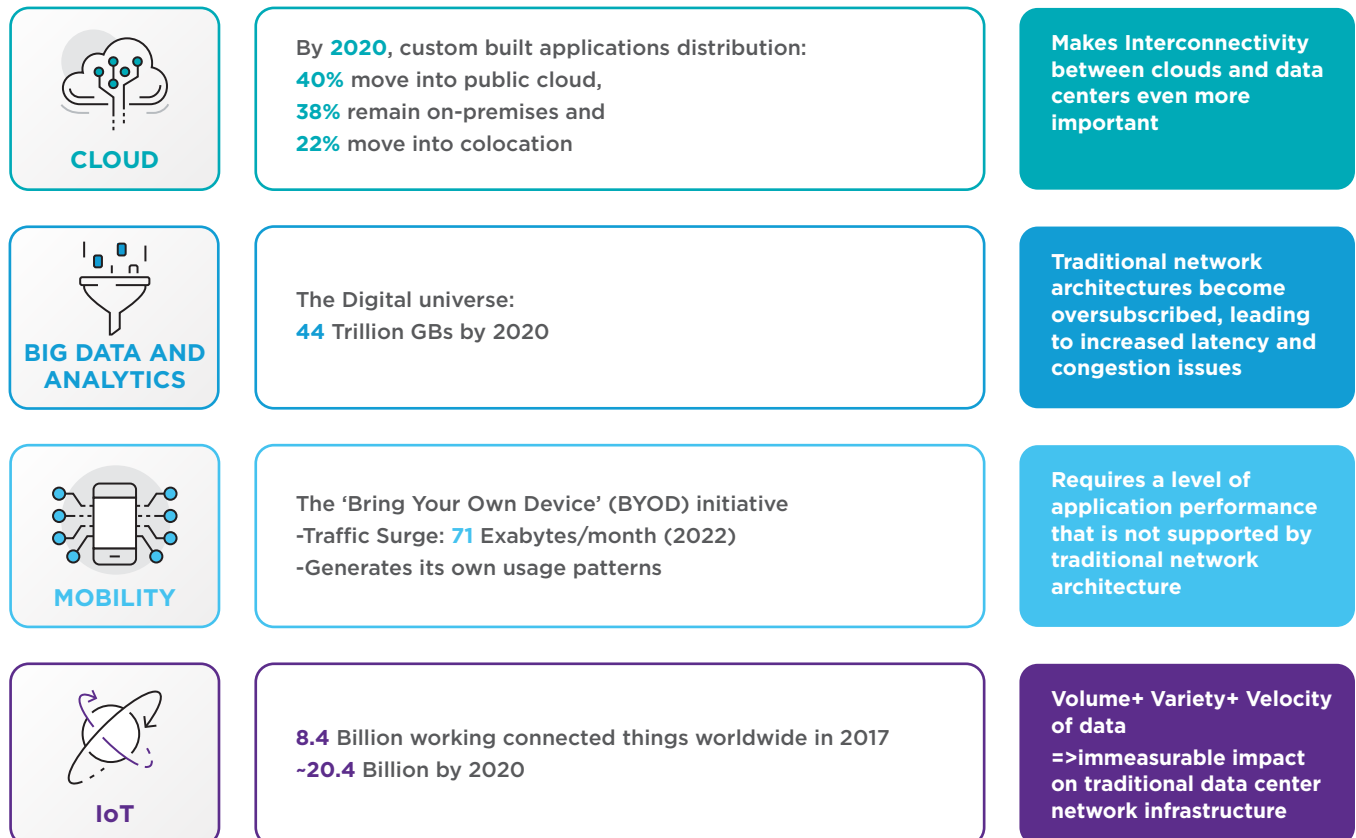 CLOUD
By 2020, custom built applications distribution:
40% move into public cloud,
38% remain on-premises and
22% move into colocation
Makes Interconnectivity
between clouds and data
centers even more
important
BIG DATA AND
ANALYTICS
The Digital universe:
44 Trillion GBs by 2020
Traditional network
architectures become
oversubscribed, leading
to increased latency and
congestion issues
MOBILITY
The ‘Bring Your Own Device’ (BYOD) initiative
-Traffic Surge: 71 Exabytes/month (2022)
-Generates its own usage patterns
Requires a level of
application performance
that is not supported by
traditional network
architecture
IoT
8.4 Billion working connected things worldwide in 2017
~20.4 Billion by 2020
Volume+ Variety+ Velocity
of data
=>immeasurable impact
on traditional data center
network infrastructure